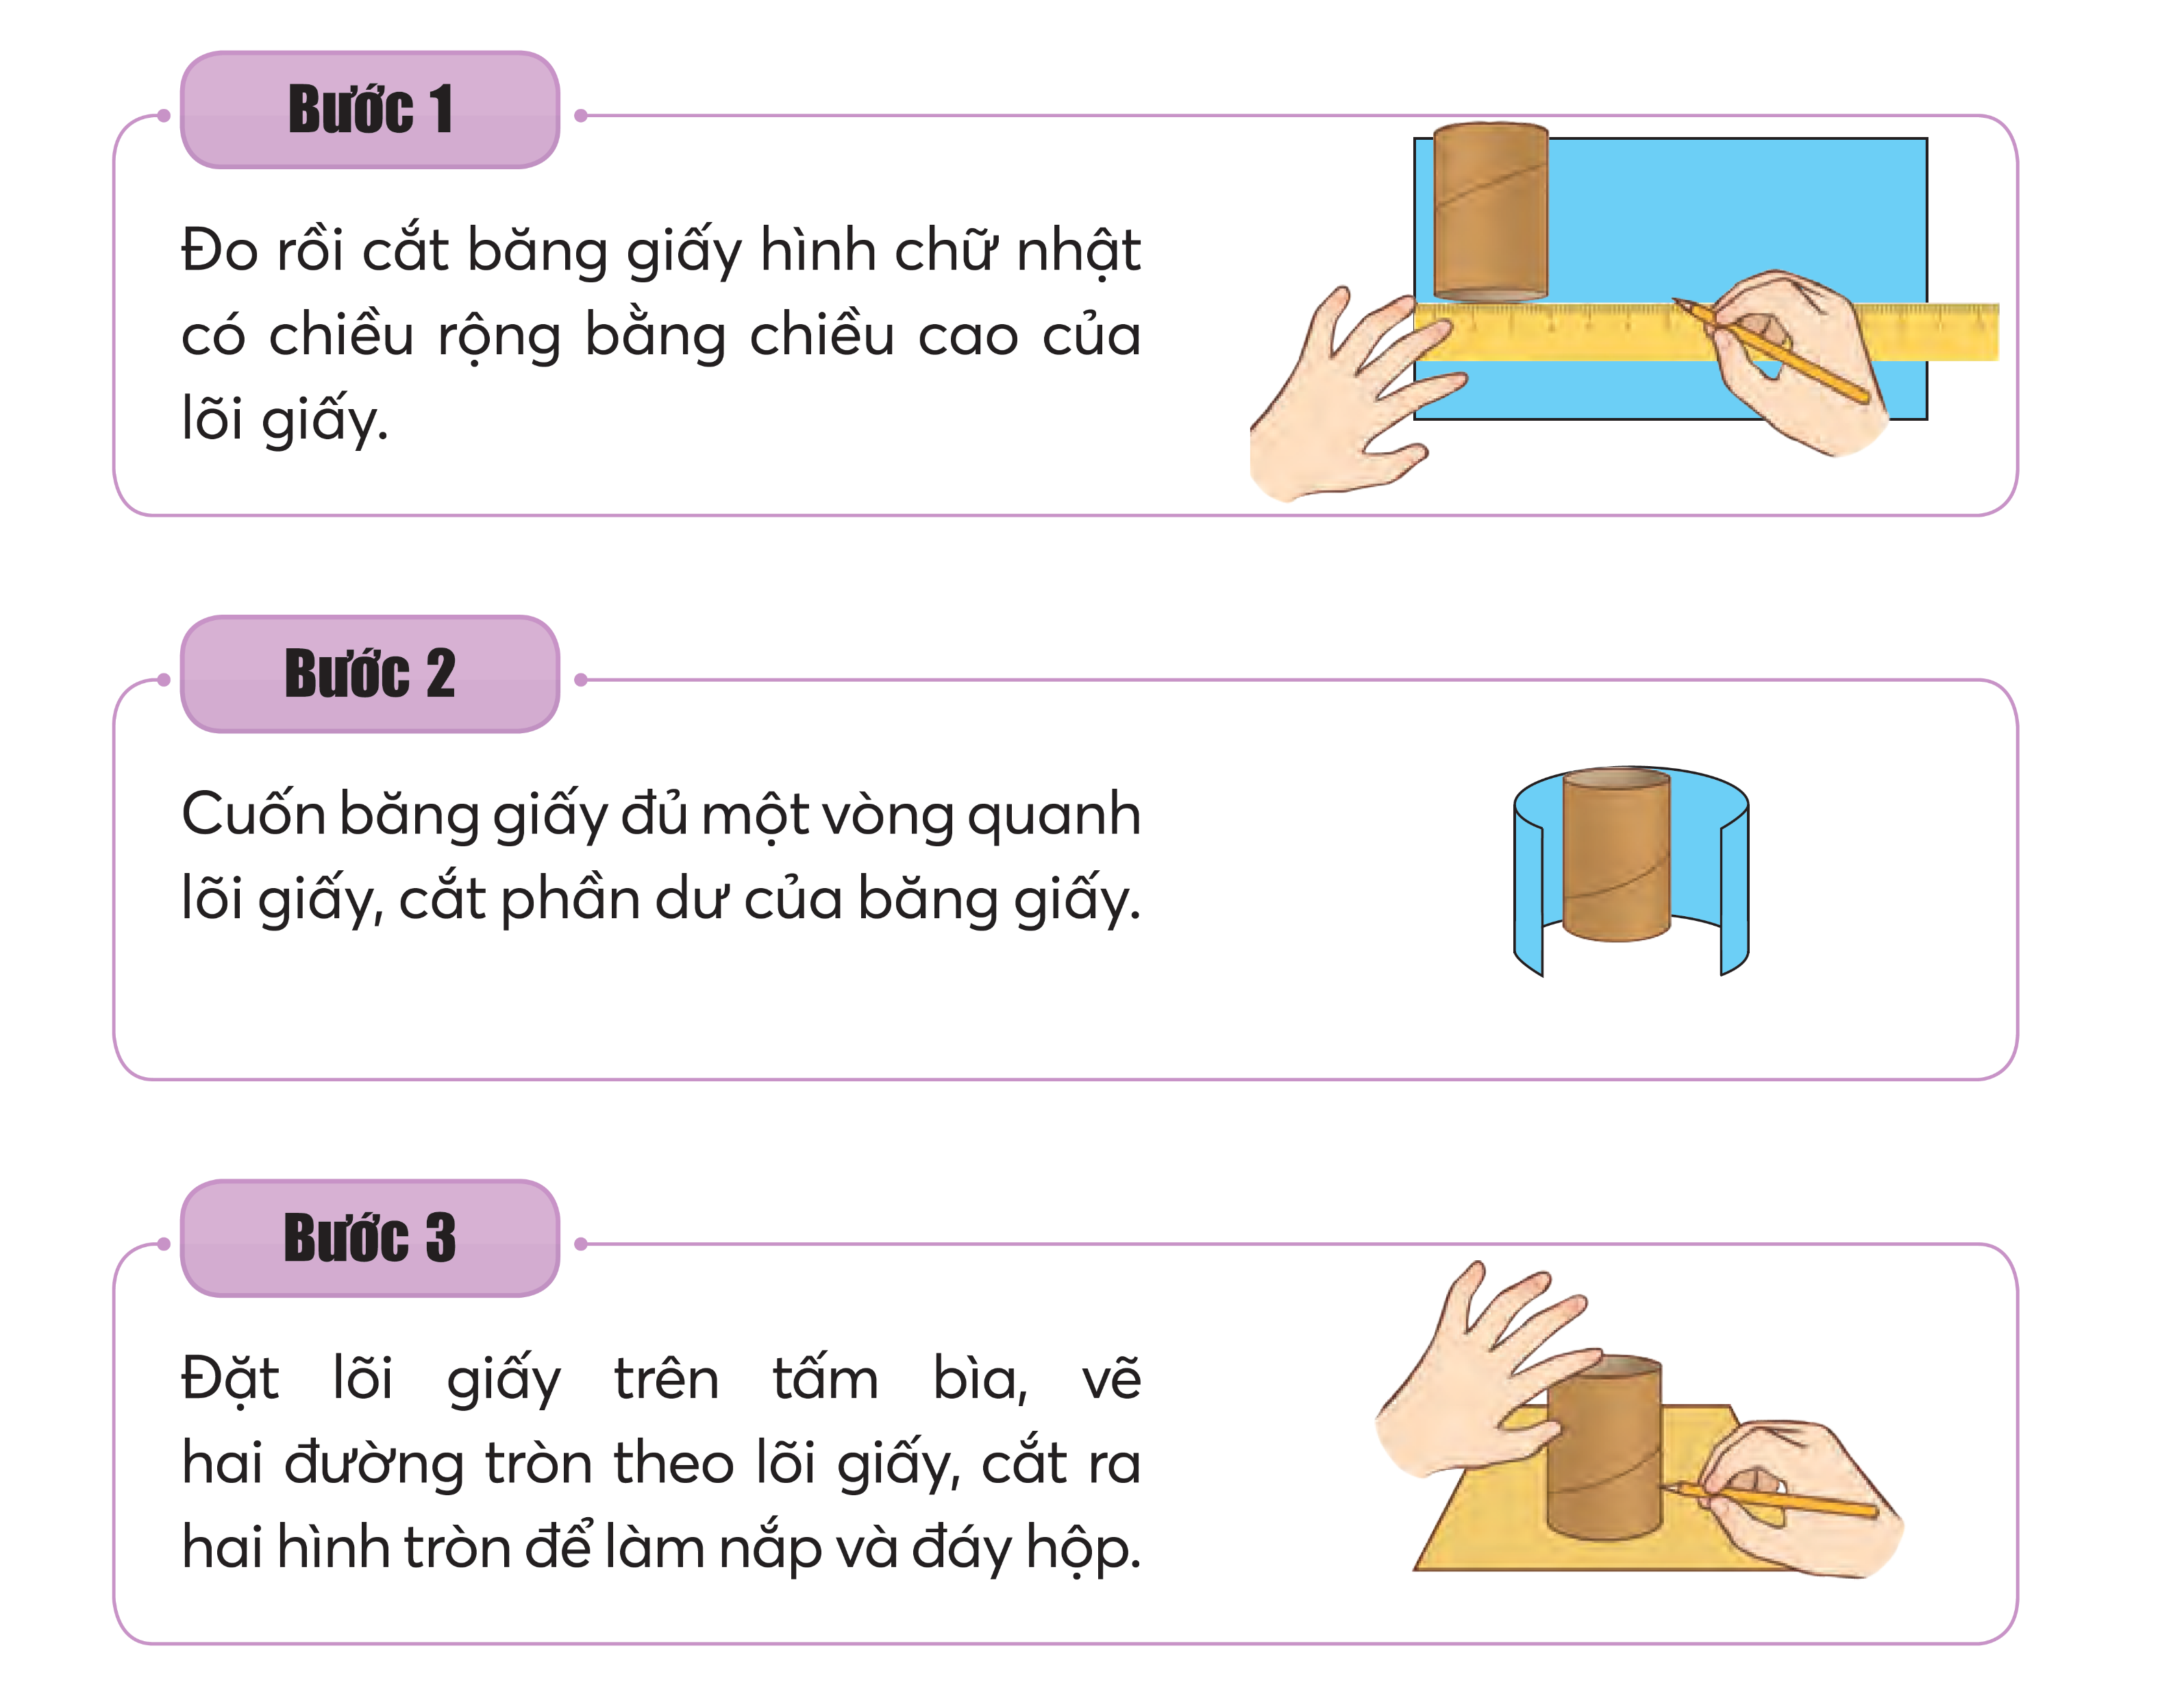 Bước 1
Đo rồi cắt băng giấy hình chữ nhật
có chiều rộng bằng chiều cao của
lõi giấy.
Bước 2
Cuốn băng giấy đủ một vòng quanh
lõi giấy, cắt phần dư của băng giấy.
Bước 3
Đặt lõi giấy trên tấm bìa, vẽ
hai đường tròn theo lõi giấy, cắt ra
hai hình tròn để làm nắp và đáy hộp.